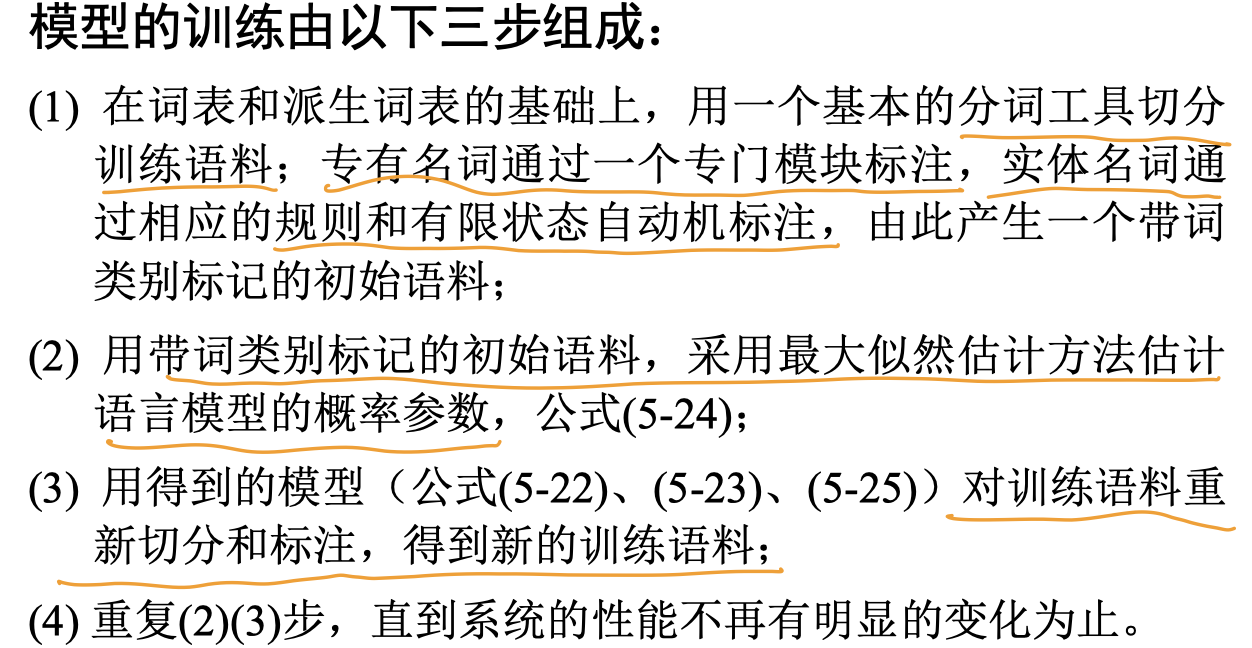 模型的训练由以下三步组成：
(1) 在词表和派生词表的基础上，用一个基本的分词工具切分
训练语料；专有名词通过一个专门模块标注，实体名词通
过相应的规则和有限状态自动机标注，由此产生一个带词
类别标记的初始语料；
(2) 用带词类别标记的初始语料，采用最大似然估计方法估计
语言模型的概率参数，公式(5-24)；
(3) 用得到的模型（公式(5-22)、(5-23)、(5-25)）对训练语料重
新切分和标注，得到新的训练语料；
(4) 重复(2)(3)步，直到系统的性能不再有明显的变化为止。